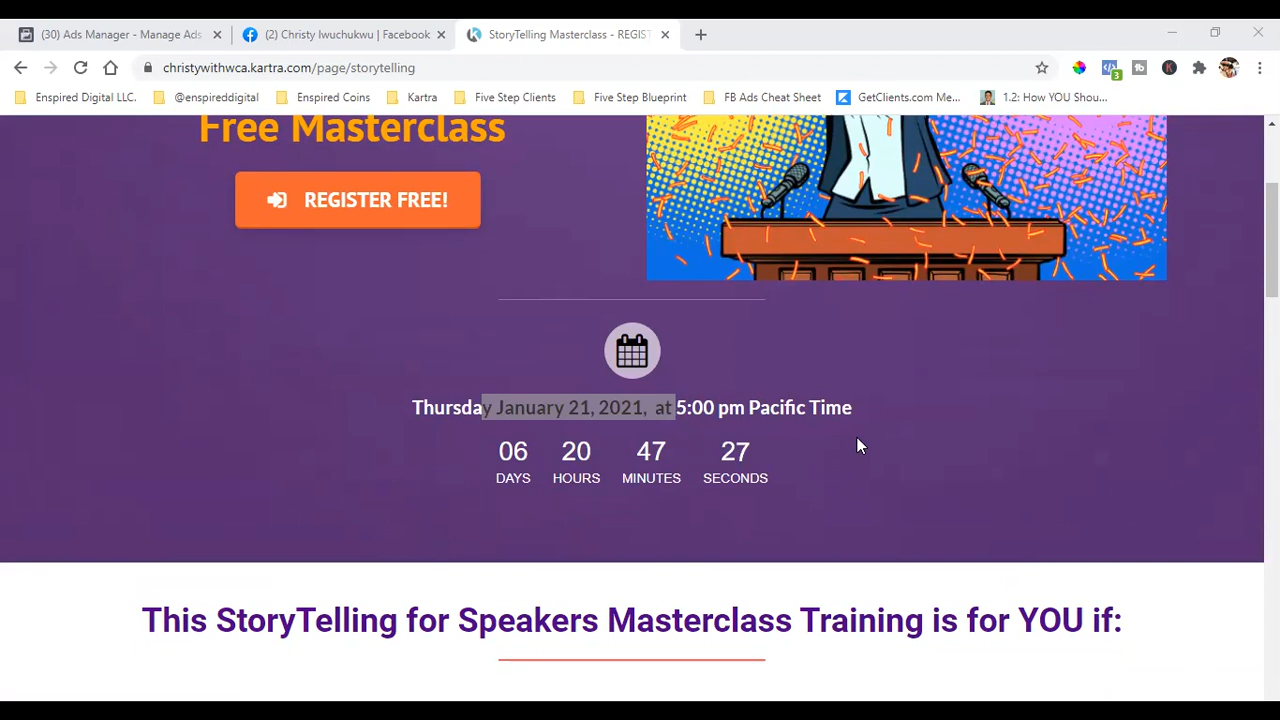 (30) Ads Manager - Manage Ads
(2) Christy Iwuchukwu | Facebook
StoryTelling Masterclass - REGIST
christywithwca.kartra.com/page/storytelling
3
Enspired Digital LLC.
@enspireddigital
Enspired Coins
Kartra
Five Step Clients
Five Step Blueprint
FB Ads Cheat Sheet
GetClients.com Me...
1.2: How YOU Shou...
Free Masterclass
REGISTER FREE!
Thursday January 21, 2021, at 5:00 pm Pacific Time
06 20 47 27
DAYS HOURS MINUTES SECONDS
This StoryTelling for Speakers Masterclass Training is for YOU if: